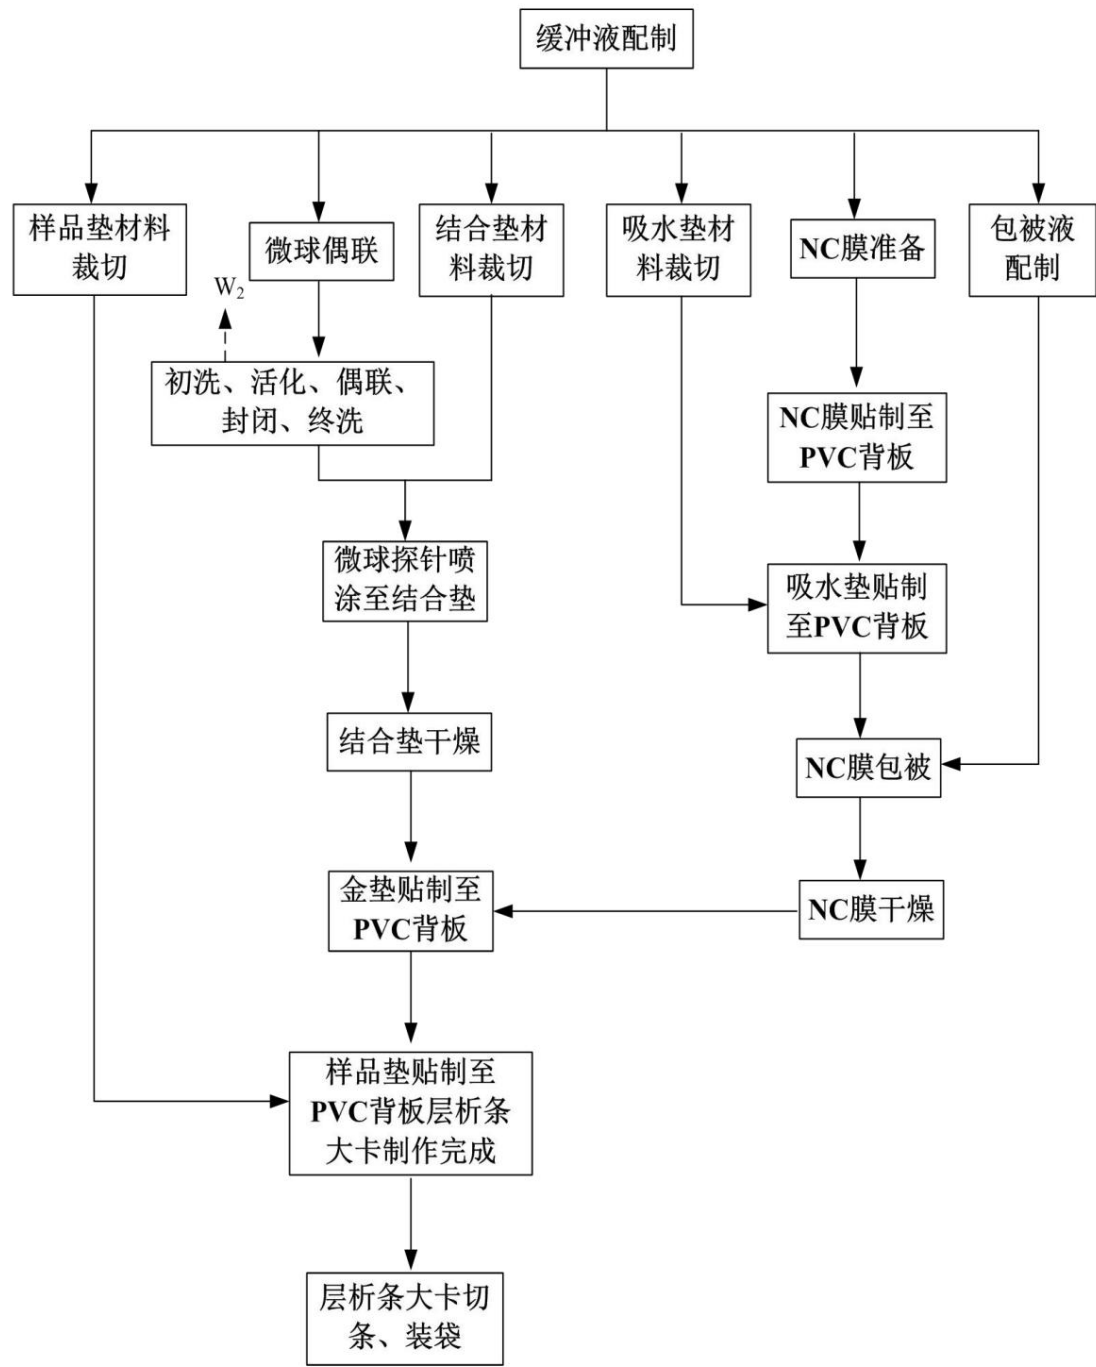 缓冲液配制
样品垫材料
裁切
微球偶联
结合垫材
料裁切
吸水垫材
料裁切
NC膜准备
包被液
配制
W₂
初洗、活化、偶联、
封闭、终洗
NC膜贴制至
PVC背板
微球探针喷
涂至结合垫
吸水垫贴制
至PVC背板
结合垫干燥
NC膜包被
金垫贴制至
PVC背板
NC膜干燥
样品垫贴制至
PVC背板层析条
大卡制作完成
层析条大卡切
条、装袋